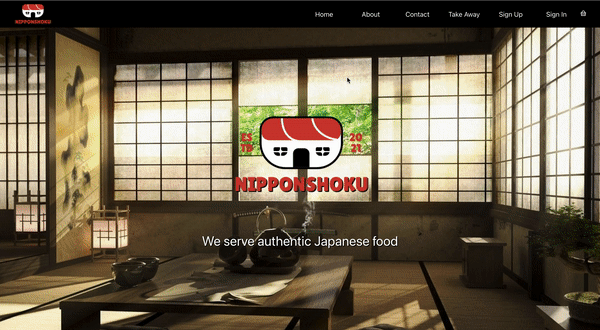 NIPPONSHOKU
Home About Contact Take Away Sign Up Sign In
ES 20
TB 21
NIPPONSHOKU
We serve authentic Japanese food